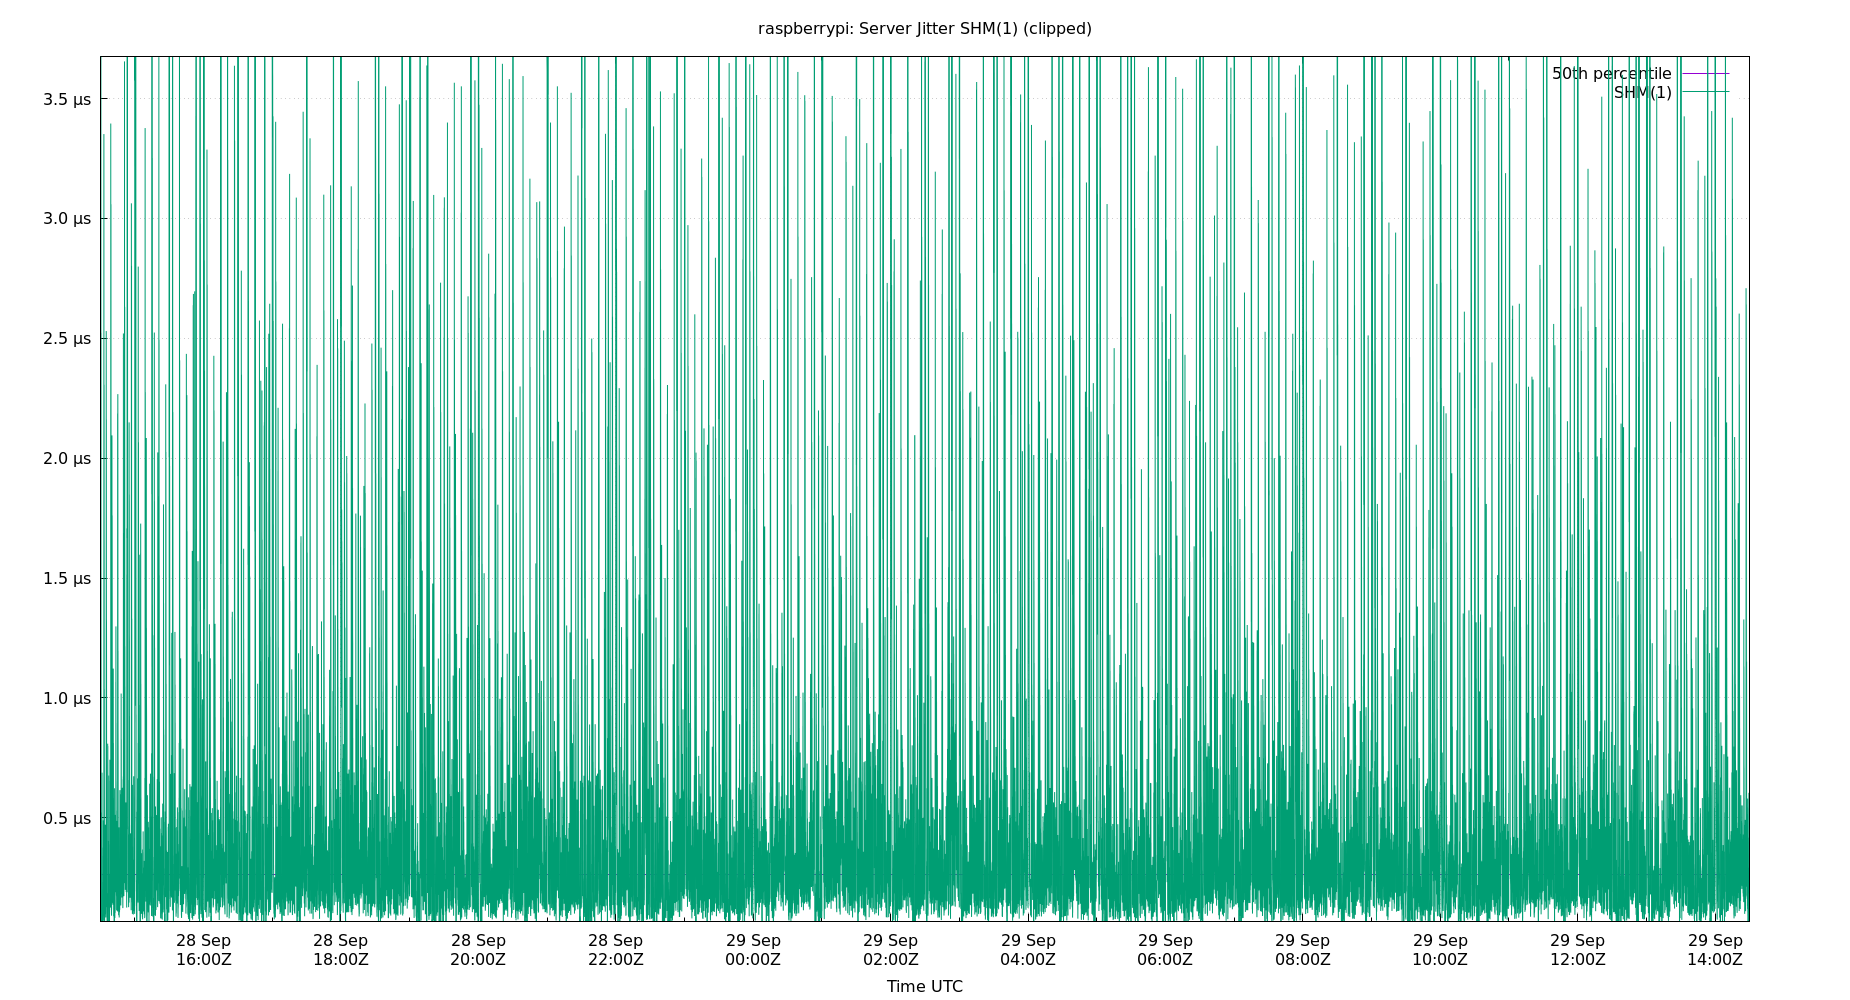 raspberrypi: Server Jitter SHM(1) (clipped)
50th percentile
SHM(1)
3.5 µs
3.0 µs
2.5 µs
2.0 µs
1.5 µs
1.0 µs
0.5 µs
28 Sep 28 Sep 28 Sep 28 Sep 29 Sep 29 Sep 29 Sep 29 Sep 29 Sep 29 Sep 29 Sep 29 Sep
16:00Z 18:00Z 20:00Z 22:00Z 00:00Z 02:00Z 04:00Z 06:00Z 08:00Z 10:00Z 12:00Z 14:00Z
Time UTC